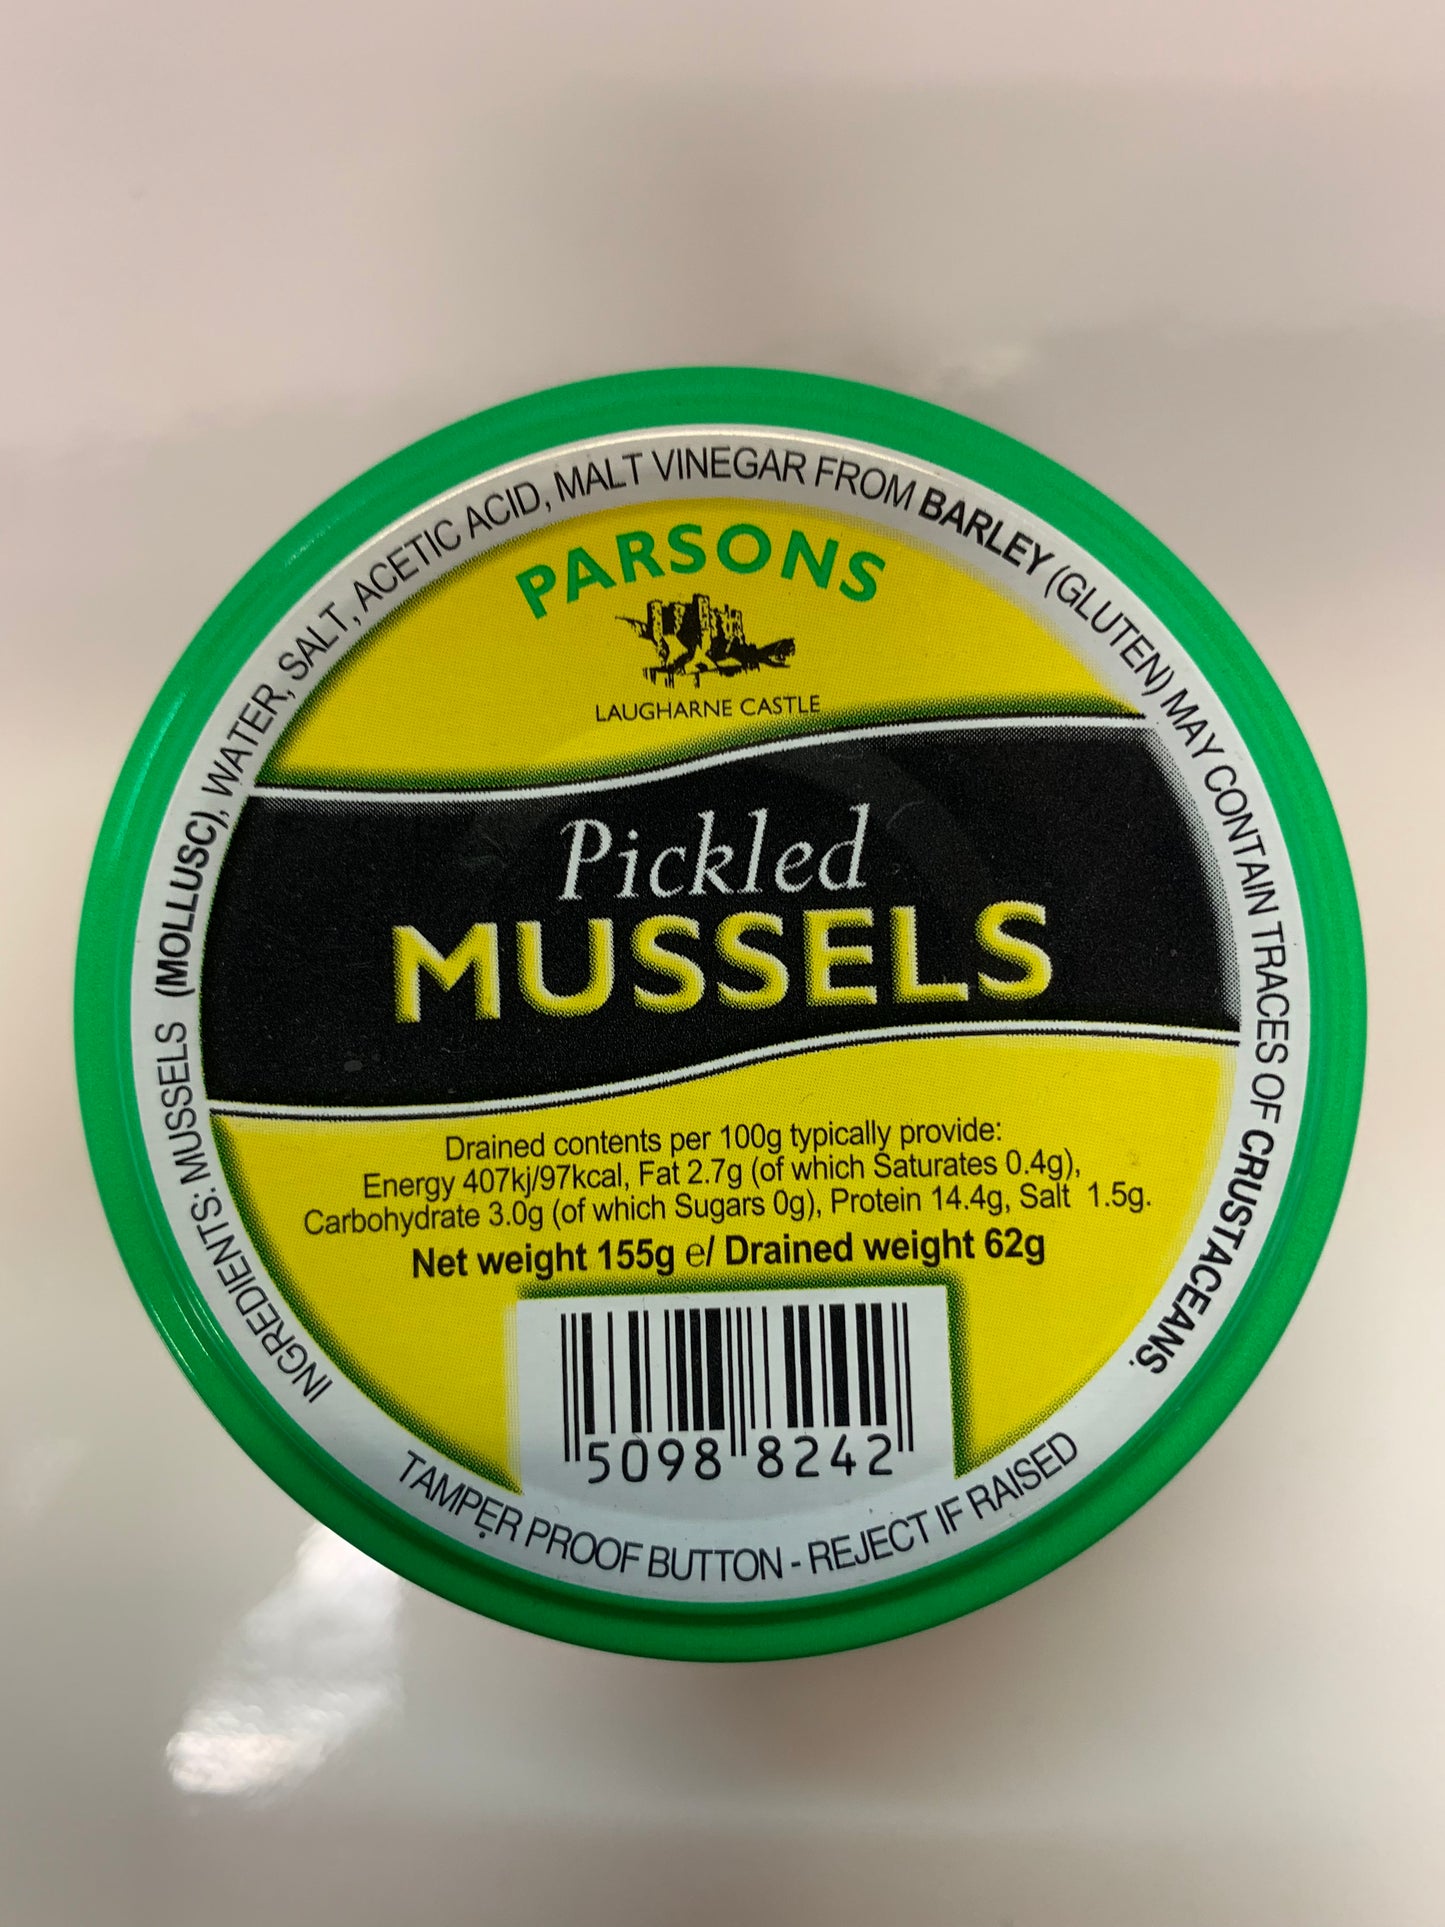 INGREDIENTS: MUSSELS (MOLLUSC), WATER, SALT, ACETIC ACID, MALT VINEGAR FROM BARLEY (GLUTEN) MAY CONTAIN TRACES OF CRUSTACEANS.
PARSONS
LAUGHARNE CASTLE
Pickled
MUSSELS
Drained contents per 100g typically provide:
Energy 407kj/97kcal, Fat 2.7g (of which Saturates 0.4g),
Carbohydrate 3.0g (of which Sugars 0g), Protein 14.4g, Salt 1.5g.
Net weight 155g e/ Drained weight 62g
5098 8242
TAMPER PROOF BUTTON - REJECT IF RAISED